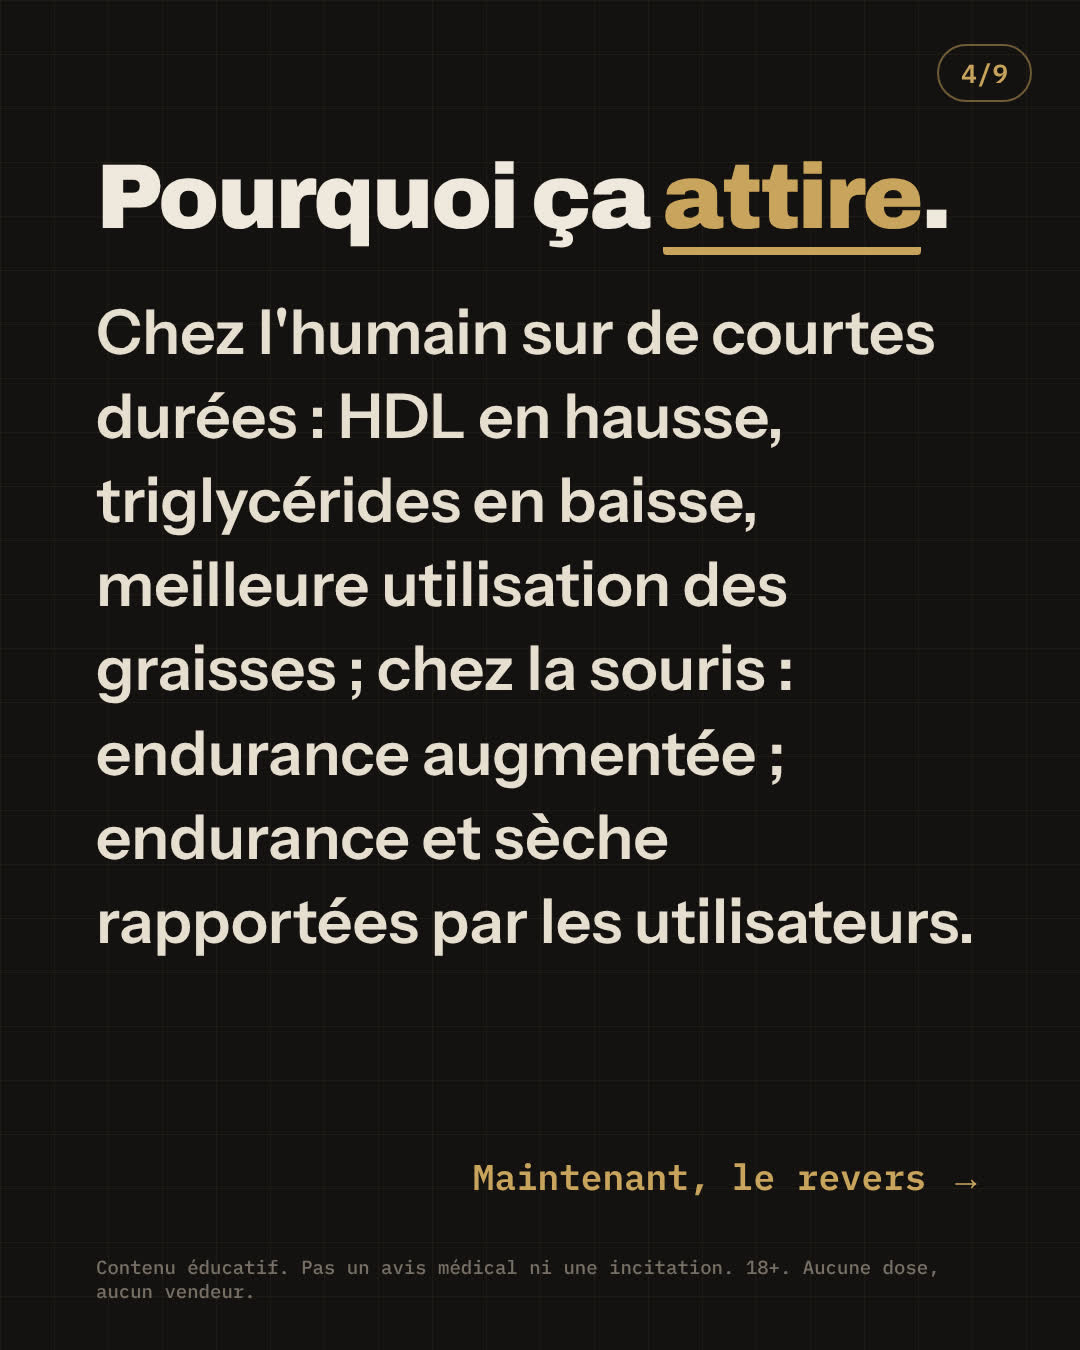 4/9
Pourquoi ça attire.
Chez l'humain sur de courtes
durées : HDL en hausse,
triglycérides en baisse,
meilleure utilisation des
graisses ; chez la souris :
endurance augmentée ;
endurance et sèche
rapportées par les utilisateurs.
Maintenant, le revers →
Contenu éducatif. Pas un avis médical ni une incitation. 18+. Aucune dose,
aucun vendeur.